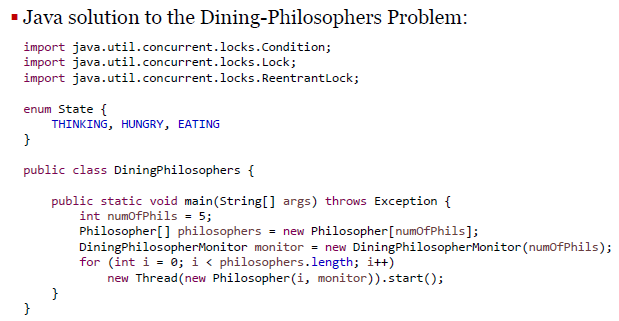 Java solution to the Dining-Philosophers Problem:
import java.util.concurrent.locks.Condition;
import java.util.concurrent.locks.Lock;
import java.util.concurrent.locks.ReentrantLock;

enum State {
    THINKING, HUNGRY, EATING
}

public class DiningPhilosophers {

    public static void main(String[] args) throws Exception {
        int numOfPhils = 5;
        Philosopher[] philosophers = new Philosopher[numOfPhils];
        DiningPhilosopherMonitor monitor = new DiningPhilosopherMonitor(numOfPhils);
        for (int i = 0; i < philosophers.length; i++)
            new Thread(new Philosopher(i, monitor)).start();
    }
}